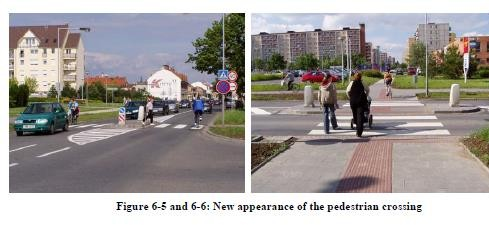 Figure 6-5 and 6-6: New appearance of the pedestrian crossing